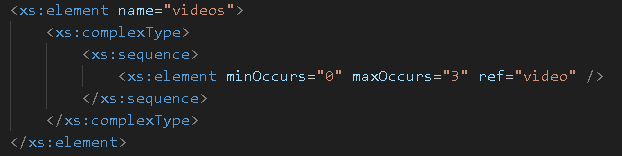 <xs:element name="videos">
<xs:complexType>
<xs:sequence>
<xs:element minOccurs="0" maxOccurs="3" ref="video" />
</xs:sequence>
</xs:complexType>
</xs:element>